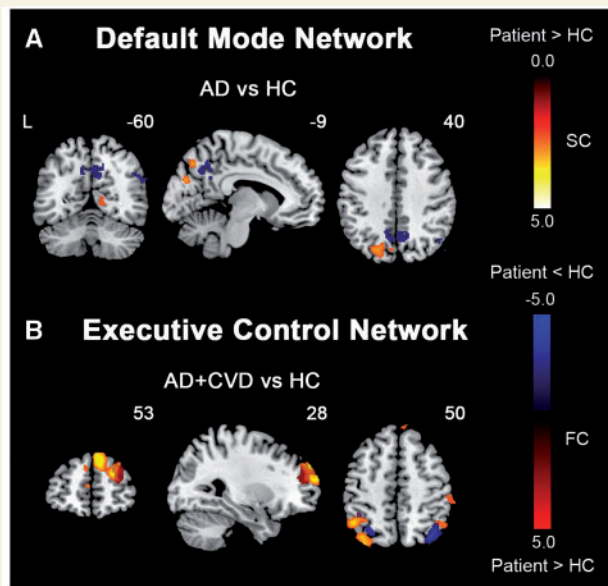 A Default Mode Network
AD vs HC
L -60 -9 40
B Executive Control Network
AD+CVD vs HC
53 28 50
Patient > HC
0.0
SC
5.0
Patient < HC
-5.0
FC
5.0
Patient > HC